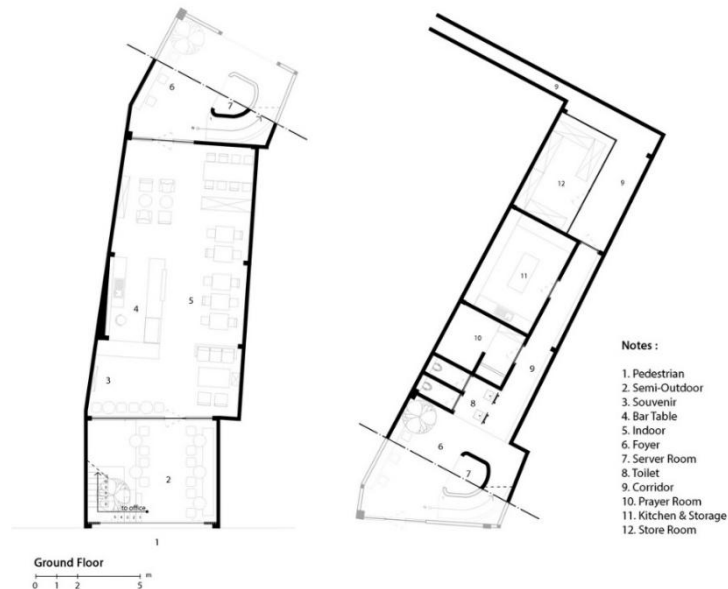 6
7
4
5
3
2
to office
1
Ground Floor
0 1 2 5 m
9
12
9
11
10
9
8
6
7
Notes :
1. Pedestrian
2. Semi-Outdoor
3. Souvenir
4. Bar Table
5. Indoor
6. Foyer
7. Server Room
8. Toilet
9. Corridor
10. Prayer Room
11. Kitchen & Storage
12. Store Room